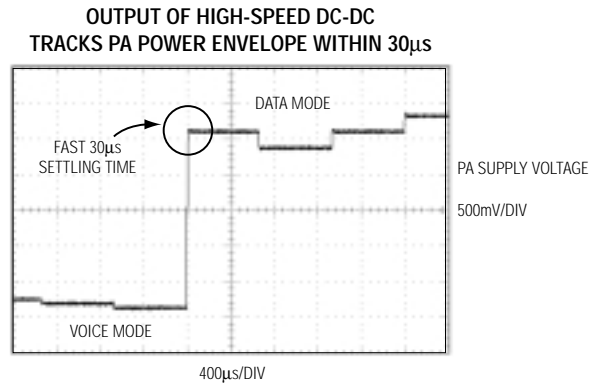 OUTPUT OF HIGH-SPEED DC-DC
TRACKS PA POWER ENVELOPE WITHIN 30µs
DATA MODE
FAST 30µs
SETTLING TIME
PA SUPPLY VOLTAGE
500mV/DIV
VOICE MODE
400µs/DIV